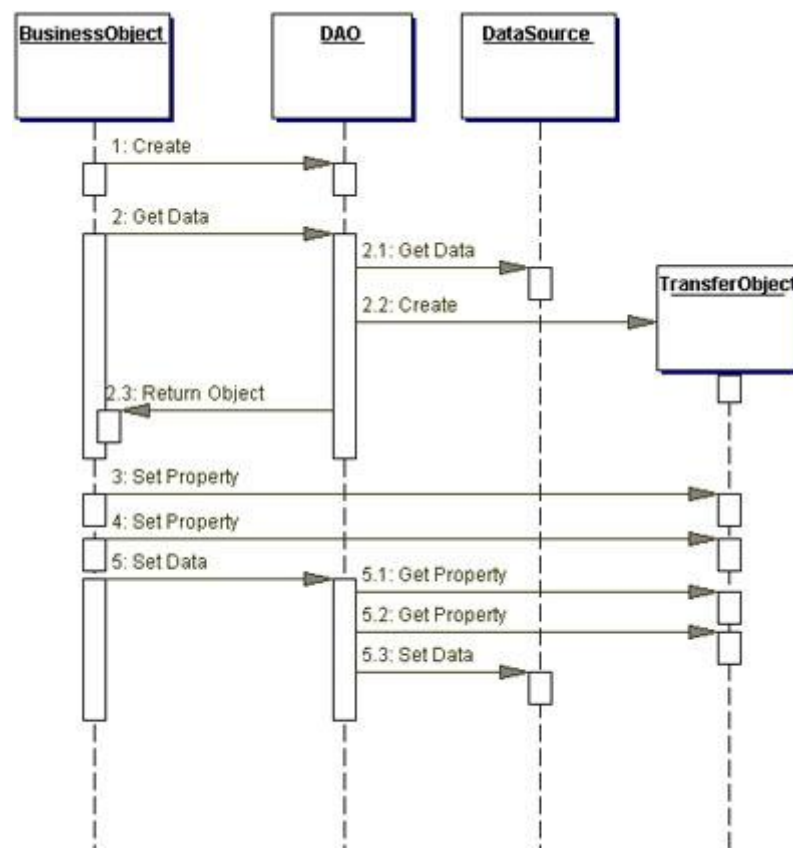 BusinessObject
DAO
DataSource
1: Create
2: Get Data
2.1: Get Data
TransferObject
2.2: Create
2.3: Return Object
3: Set Property
4: Set Property
5: Set Data
5.1: Get Property
5.2: Get Property
5.3: Set Data